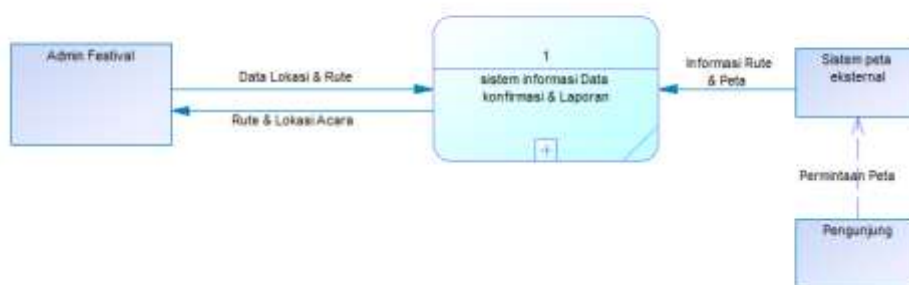 Admin Festival
Data Lokasi & Rute
Rute & Lokasi Acara
1
sistem informasi Data
konfirmasi & Laporan
+
Informasi Rute
& Peta
Sistem peta
eksternal
Permintaan Peta
Pengunjung